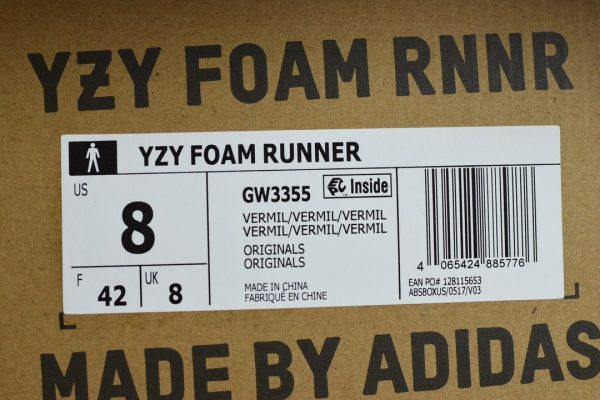 YZY FOAM RNNR
YZY FOAM RUNNER
US
8
F
42
UK
8
GW3355
™ Inside
VERMIL/VERMIL/VERMIL
VERMIL/VERMIL/VERMIL
ORIGINALS
ORIGINALS
MADE IN CHINA
FABRIQUÉ EN CHINE
4 065424 885776
EAN PO# 128115653
ABSBOXUS/0517/V03
MADE BY ADIDAS